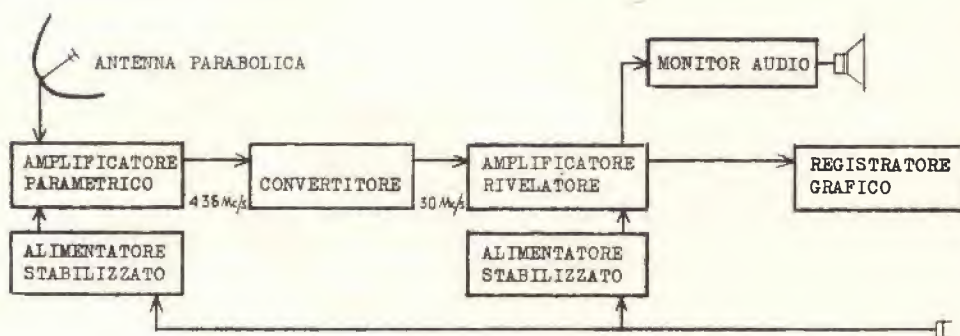 ANTENNA PARABOLICA
MONITOR AUDIO
AMPLIFICATORE
PARAMETRICO
436 Mc/s
CONVERTITORE
30 Mc/s
AMPLIFICATORE
RIVELATORE
REGISTRATORE
GRAFICO
ALIMENTATORE
STABILIZZATO
ALIMENTATORE
STABILIZZATO